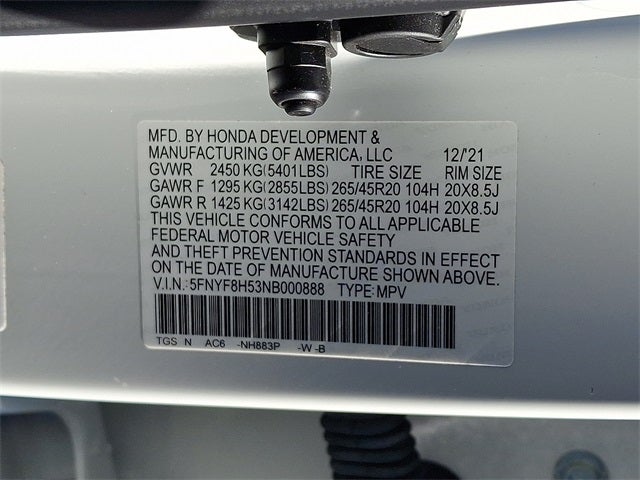 MFD. BY HONDA DEVELOPMENT &
MANUFACTURING OF AMERICA, LLC 12/'21
GVWR 2450 KG(5401LBS) TIRE SIZE RIM SIZE
GAWR F 1295 KG(2855LBS) 265/45R20 104H 20X8.5J
GAWR R 1425 KG(3142LBS) 265/45R20 104H 20X8.5J
THIS VEHICLE CONFORMS TO ALL APPLICABLE
FEDERAL MOTOR VEHICLE SAFETY
AND THEFT PREVENTION STANDARDS IN EFFECT
ON THE DATE OF MANUFACTURE SHOWN ABOVE.
V.I.N.: 5FNYF8H53NB000888 TYPE: MPV
TGS N AC6 -NH883P -W -B